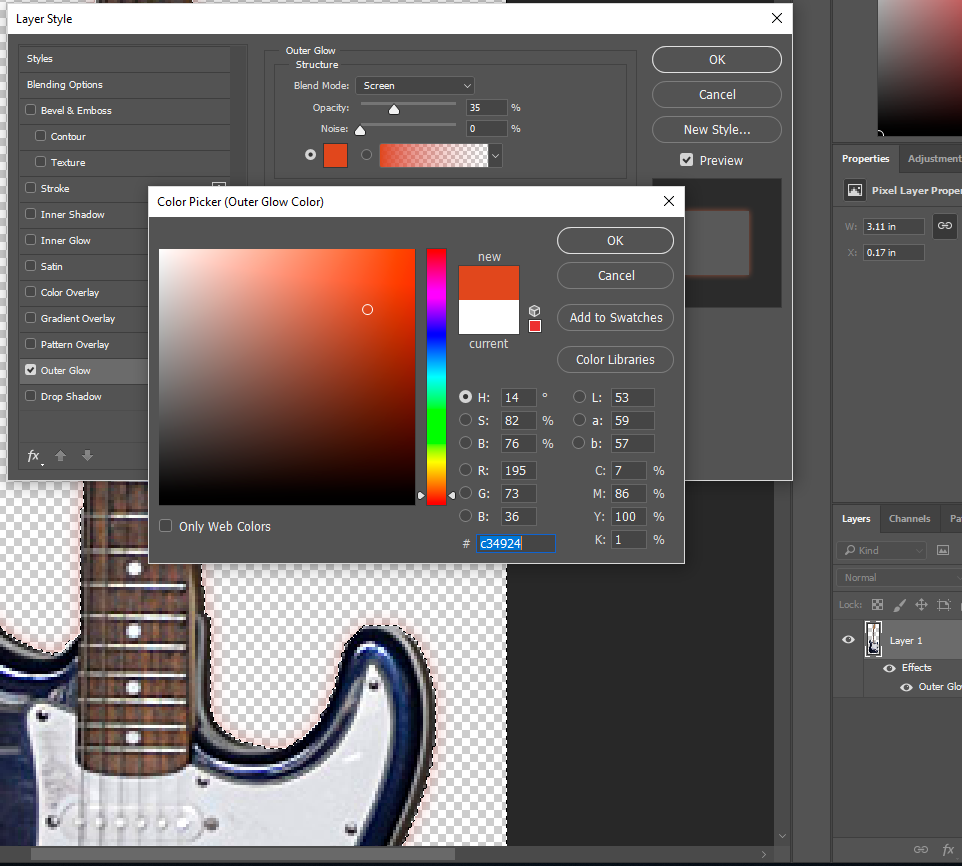 Layer Style
Styles
Blending Options
Bevel & Emboss
Contour
Texture
Stroke
Inner Shadow
Inner Glow
Satin
Color Overlay
Gradient Overlay
Pattern Overlay
Outer Glow
Drop Shadow
fx
Outer Glow
Structure
Blend Mode: Screen
Opacity: 35 %
Noise: 0 %
OK
Cancel
New Style...
Preview
Color Picker (Outer Glow Color)
new
current
OK
Cancel
Add to Swatches
Color Libraries
H: 14 °
S: 82 %
B: 76 %
R: 195
G: 73
B: 36
# c34924
L: 53
a: 59
b: 57
C: 7 %
M: 86 %
Y: 100 %
K: 1 %
Only Web Colors
Properties Adjustment
Pixel Layer Prope
W: 3.11 in
X: 0.17 in
Layers Channels Pa
Kind
Normal
Lock:
Layer 1
Effects
Outer Glo
fx